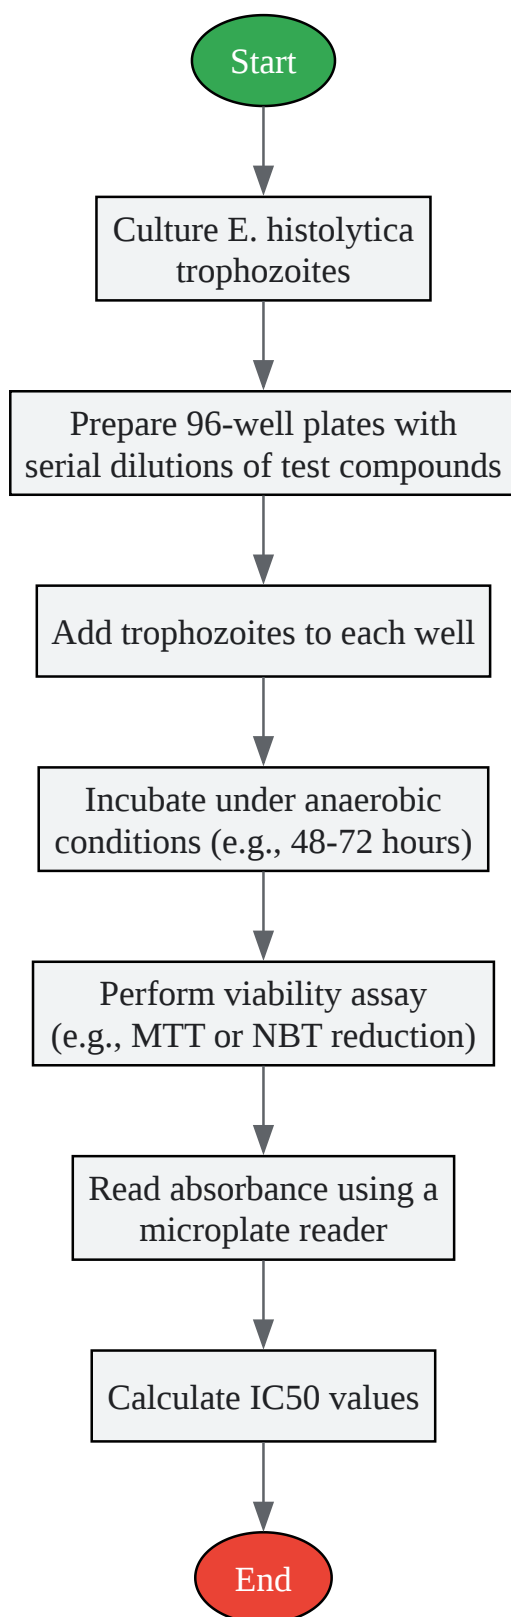 Start
Culture E. histolytica
trophozoites
Prepare 96-well plates with
serial dilutions of test compounds
Add trophozoites to each well
Incubate under anaerobic
conditions (e.g., 48-72 hours)
Perform viability assay
(e.g., MTT or NBT reduction)
Read absorbance using a
microplate reader
Calculate IC50 values
End